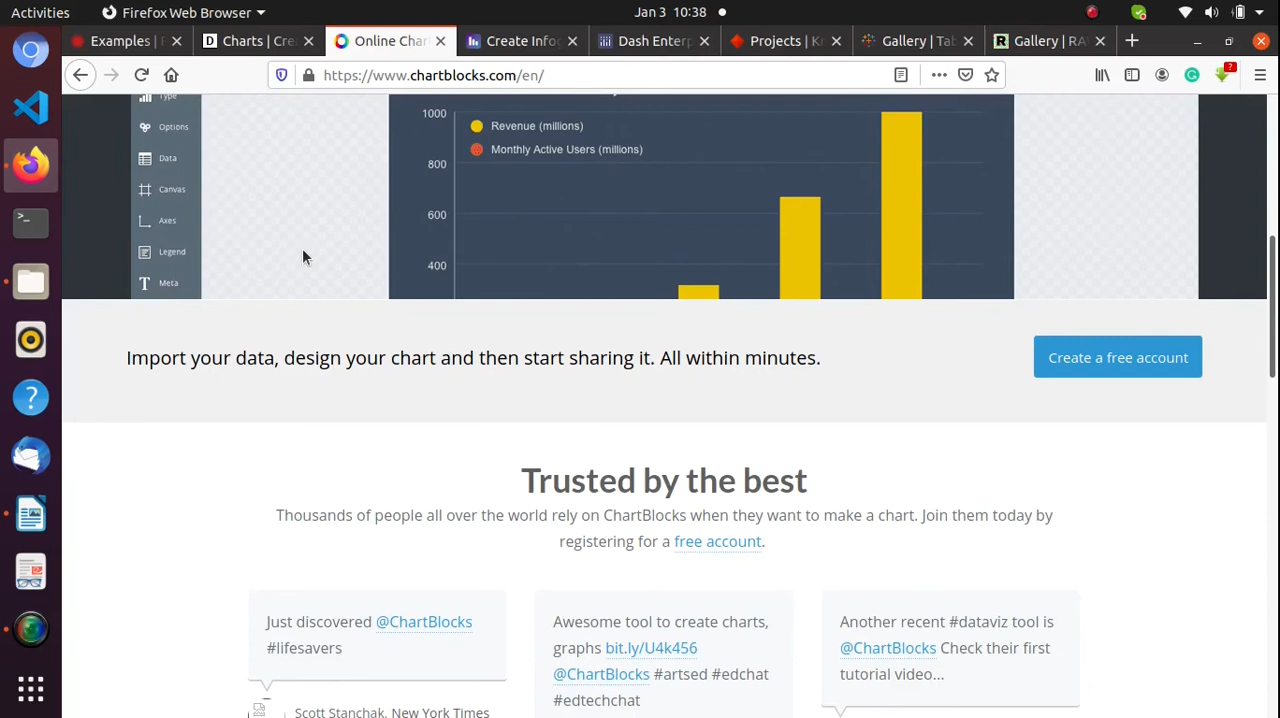 Activities
Firefox Web Browser
Jan 3 10:38
Examples | F
Charts | Cre
Online Char
Create Infog
Dash Enterp
Projects | Kn
Gallery | Tab
Gallery | RA
https://www.chartblocks.com/en/
Type
Options
Data
Canvas
Axes
Legend
Meta
1000
800
600
400
Revenue (millions)
Monthly Active Users (millions)
Import your data, design your chart and then start sharing it. All within minutes.
Create a free account
Trusted by the best
Thousands of people all over the world rely on ChartBlocks when they want to make a chart. Join them today by
registering for a free account.
Just discovered @ChartBlocks
#lifesavers
Scott Stanchak, New York Times
Awesome tool to create charts,
graphs bit.ly/U4k456
@ChartBlocks #artsed #edchat
#edtechchat
Another recent #dataviz tool is
@ChartBlocks Check their first
tutorial video...